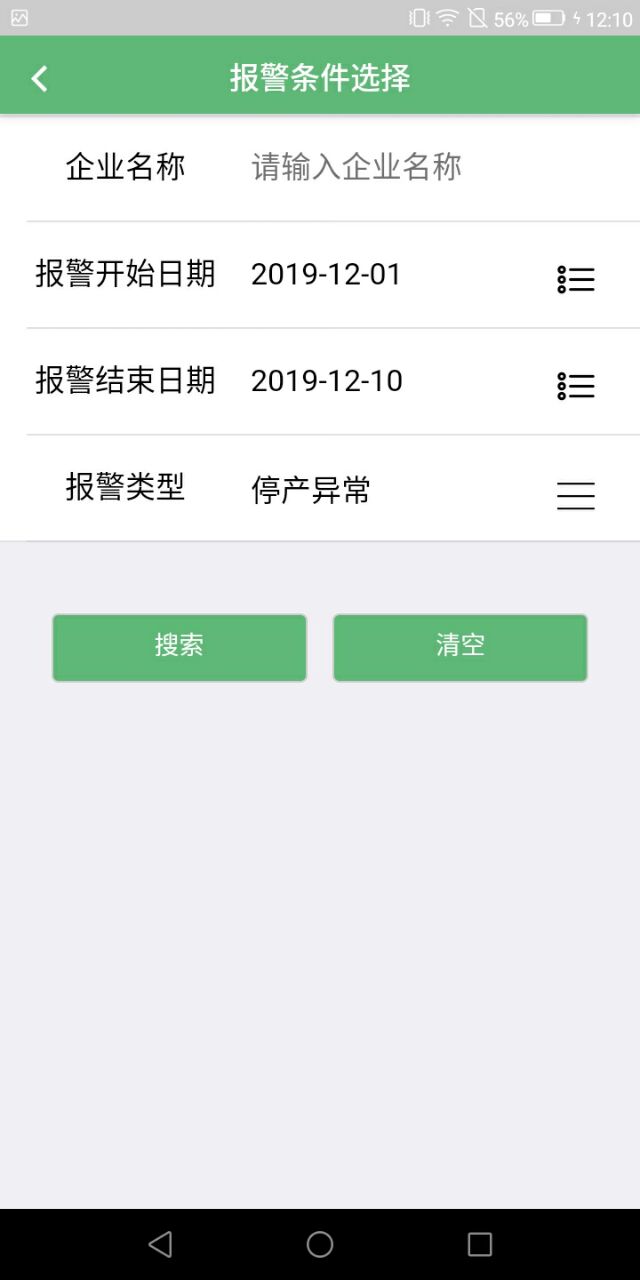 56% 12:10
报警条件选择
企业名称 请输入企业名称
报警开始日期 2019-12-01
报警结束日期 2019-12-10
报警类型 停产异常
搜索 清空